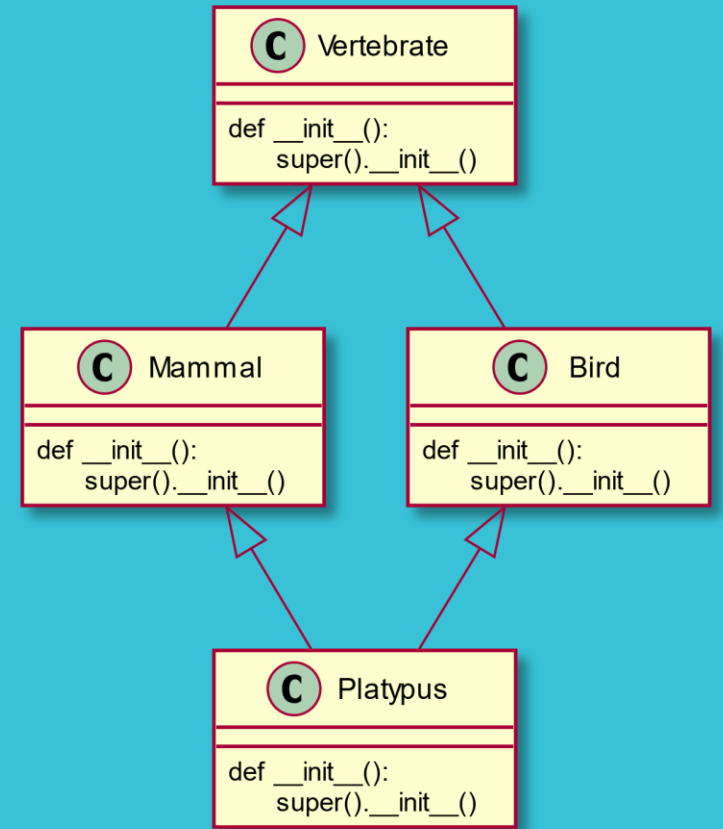 C Vertebrate
def __init__():
super().__init__()
C Mammal
def __init__():
super().__init__()
C Bird
def __init__():
super().__init__()
C Platypus
def __init__():
super().__init__()